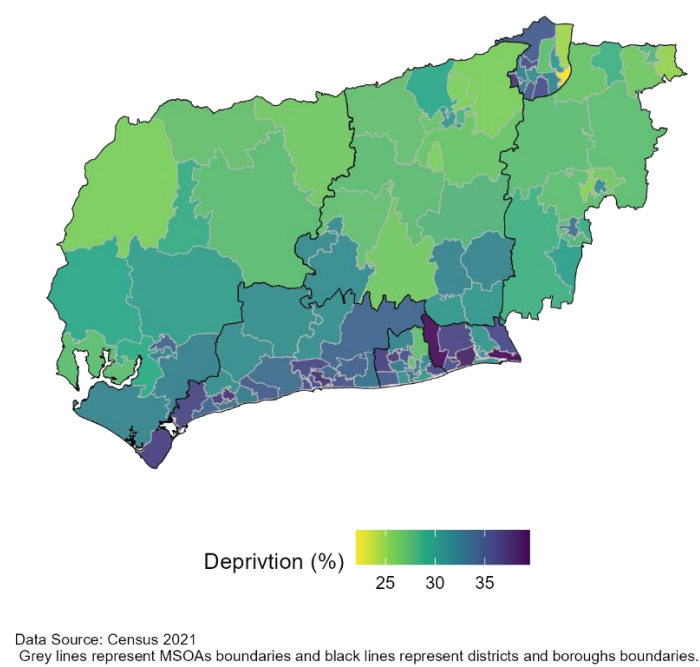 Deprivtion (%)
25 30 35
Data Source: Census 2021
Grey lines represent MSOAs boundaries and black lines represent districts and boroughs boundaries.